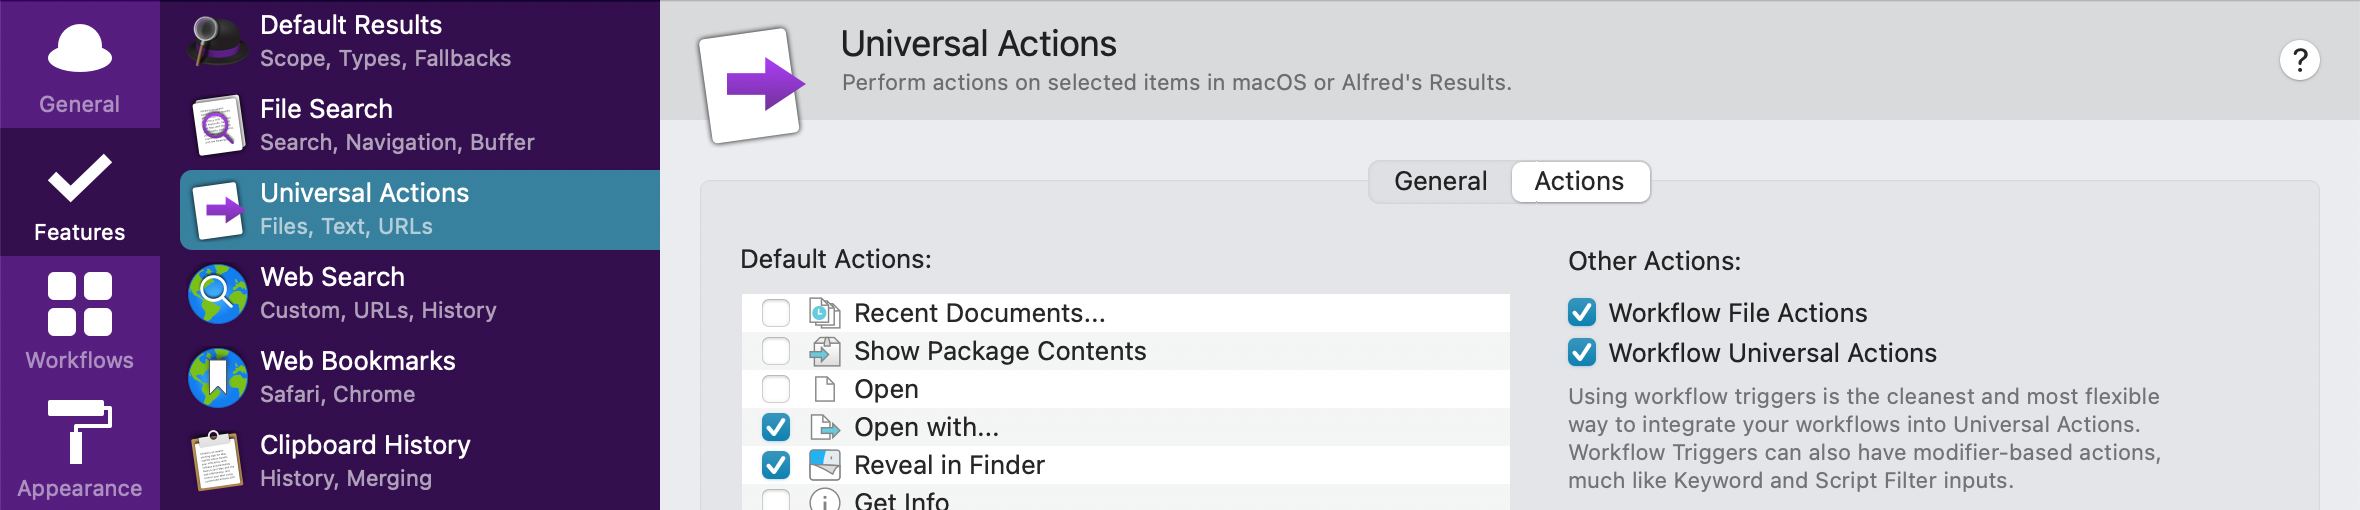 General
Features
Workflows
Appearance
Default Results
Scope, Types, Fallbacks
File Search
Search, Navigation, Buffer
Universal Actions
Files, Text, URLs
Web Search
Custom, URLs, History
Web Bookmarks
Safari, Chrome
Clipboard History
History, Merging
Universal Actions
Perform actions on selected items in macOS or Alfred's Results.
?
General
Actions
Default Actions:
Recent Documents...
Show Package Contents
Open
Open with...
Reveal in Finder
Get Info
Other Actions:
Workflow File Actions
Workflow Universal Actions
Using workflow triggers is the cleanest and most flexible
way to integrate your workflows into Universal Actions.
Workflow Triggers can also have modifier-based actions,
much like Keyword and Script Filter inputs.